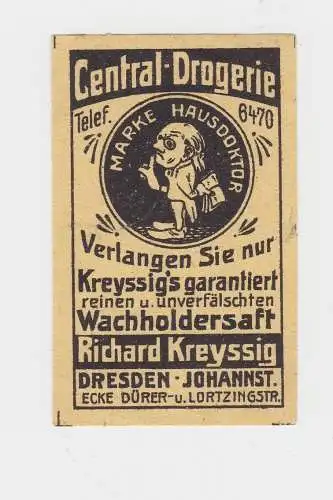 Central-Drogerie
Telef. 6470
MARKE HAUSDOKTOR
Verlangen Sie nur
Kreyssig's garantiert
reinen u. unverfälschten
Wachholdersaft
Richard Kreyssig
DRESDEN-JOHANNST.
ECKE DÜRER-u. LORTZINGSTR.